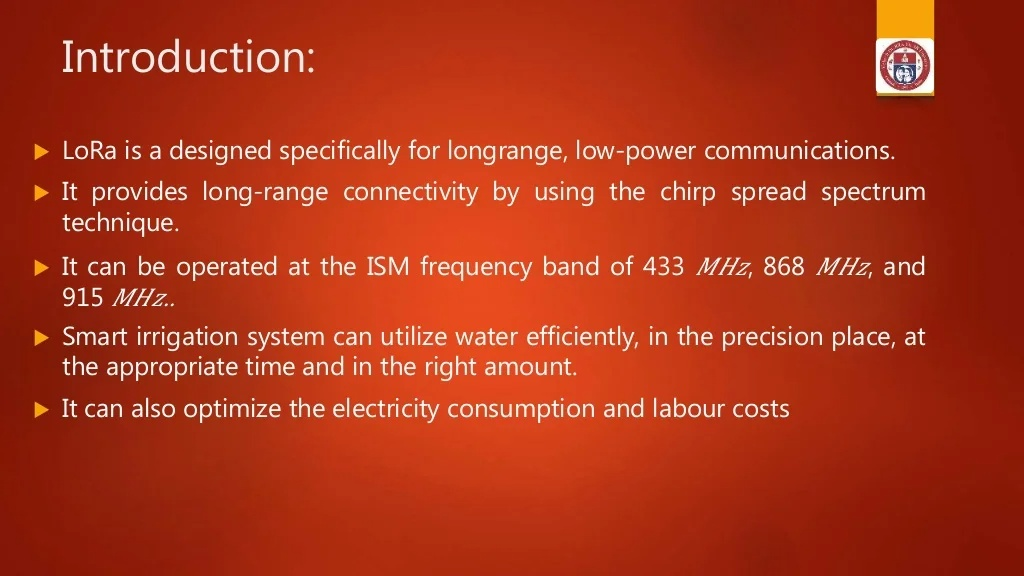 Introduction:
LoRa is a designed specifically for longrange, low-power communications.
It provides long-range connectivity by using the chirp spread spectrum
technique.
It can be operated at the ISM frequency band of 433 MHz, 868 MHz, and
915 MHz..
Smart irrigation system can utilize water efficiently, in the precision place, at
the appropriate time and in the right amount.
It can also optimize the electricity consumption and labour costs